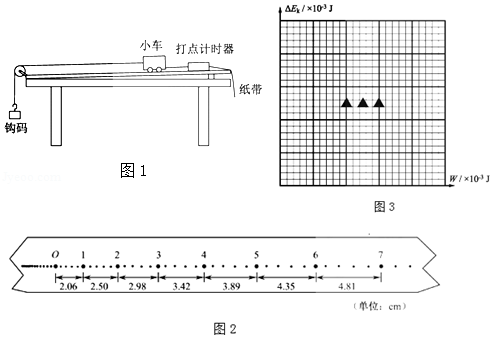 小车
打点计时器
纸带
钩码
图1
ΔEk / ×10-3 J
W / ×10-3 J
图3
O 1 2 3 4 5 6 7
2.06 2.50 2.98 3.42 3.89 4.35 4.81
(单位：cm)
图2